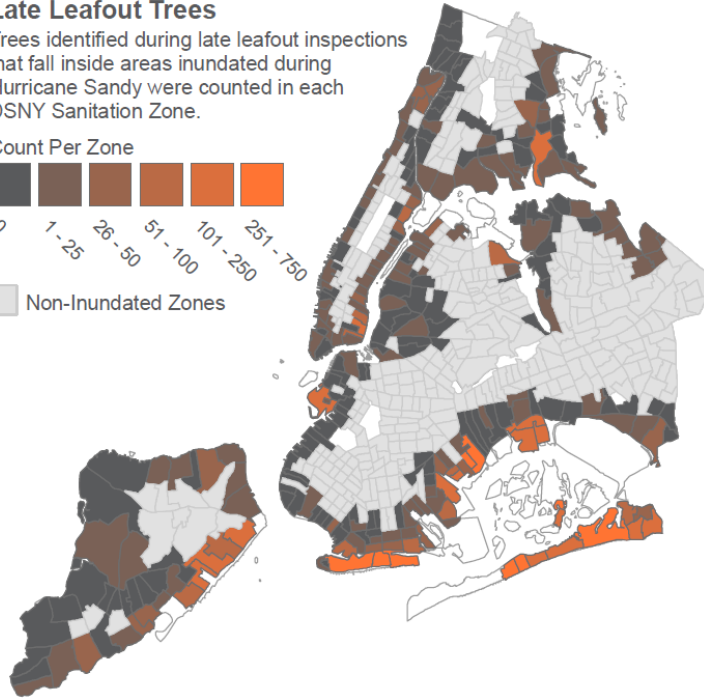 Late Leafout Trees
Trees identified during late leafout inspections
that fall inside areas inundated during
Hurricane Sandy were counted in each
DSNY Sanitation Zone.
Count Per Zone
0
1 - 25
26 - 50
51 - 100
101 - 250
251 - 750
Non-Inundated Zones